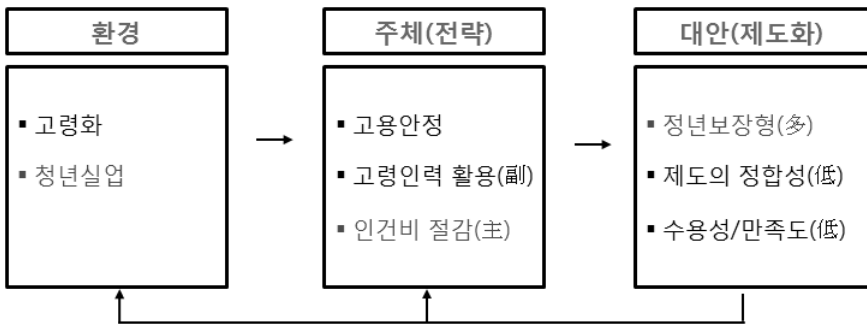 환경
▪ 고령화
▪ 청년실업
주체(전략)
▪ 고용안정
▪ 고령인력 활용(副)
▪ 인건비 절감(主)
대안(제도화)
▪ 정년보장형(多)
▪ 제도의 정합성(低)
▪ 수용성/만족도(低)